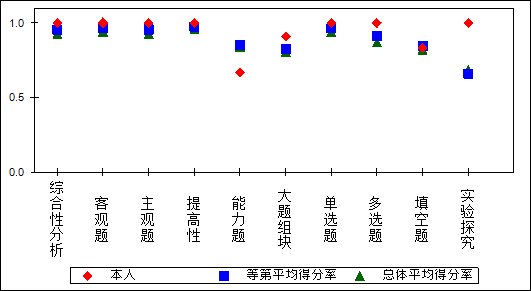 1.0
0.5
0.0
综合性分析
客观题
主观题
提高性
能力题
大题组块
单选题
多选题
填空题
实验探究
本人 等第平均得分率 总体平均得分率